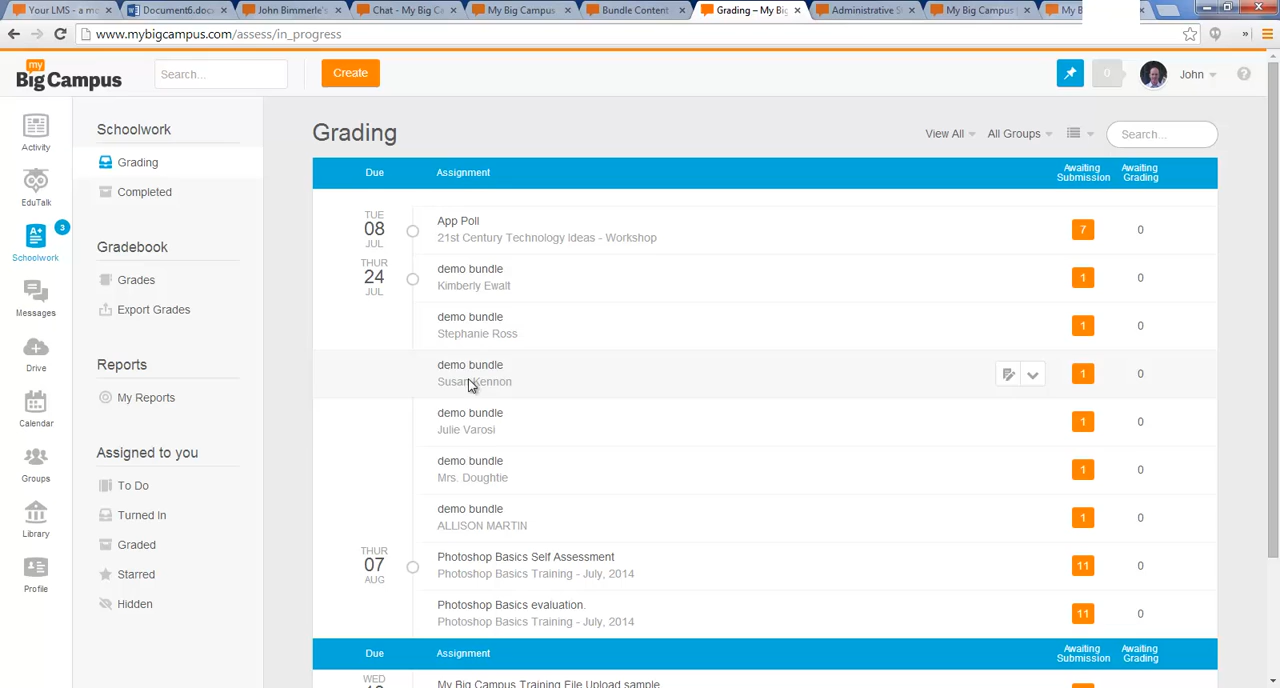 Your LMS - a mo
Document6.docx
John Bimmerle's
Chat - My Big C
My Big Campus
Bundle Content
Grading – My Big
Administrative S
My Big Campus |
My B
www.mybigcampus.com/assess/in_progress
my
Big Campus
Search...
Create
0
John
?
Activity
EduTalk
A+
3
Schoolwork
Messages
Drive
Calendar
Groups
Library
Profile
Schoolwork
Grading
Completed
Gradebook
Grades
Export Grades
Reports
My Reports
Assigned to you
To Do
Turned In
Graded
Starred
Hidden
Grading
View All
All Groups
Search...
Due Assignment Awaiting Submission Awaiting Grading
TUE 08 JUL
App Poll 7 0
21st Century Technology Ideas - Workshop
THUR 24 JUL
demo bundle 1 0
Kimberly Ewalt
demo bundle 1 0
Stephanie Ross
demo bundle 1 0
Susan Kennon
demo bundle 1 0
Julie Varosi
demo bundle 1 0
Mrs. Doughtie
demo bundle 1 0
ALLISON MARTIN
THUR 07 AUG
Photoshop Basics Self Assessment 11 0
Photoshop Basics Training - July, 2014
Photoshop Basics evaluation. 11 0
Photoshop Basics Training - July, 2014
Due Assignment Awaiting Submission Awaiting Grading
WED
My Big Campus Training File Upload sample